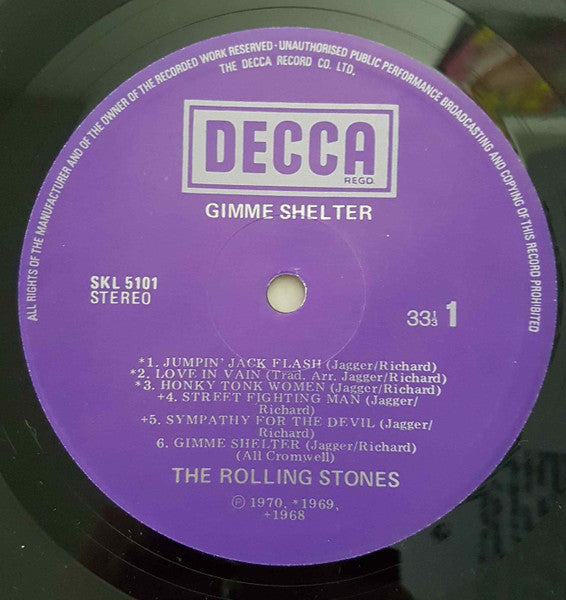 ALL RIGHTS OF THE MANUFACTURER AND OF THE OWNER OF THE RECORDED WORK RESERVED · UNAUTHORISED PUBLIC PERFORMANCE BROADCASTING AND COPYING OF THIS RECORD PROHIBITED
THE DECCA RECORD CO. LTD.
DECCA
REGD.
GIMME SHELTER
SKL 5101
STEREO
33⅓ 1
*1. JUMPIN' JACK FLASH (Jagger/Richard)
*2. LOVE IN VAIN (Trad. Arr. Jagger/Richard)
*3. HONKY TONK WOMEN (Jagger/Richard)
+4. STREET FIGHTING MAN (Jagger/
Richard)
+5. SYMPATHY FOR THE DEVIL (Jagger/
Richard)
6. GIMME SHELTER (Jagger/Richard)
(All Cromwell)
THE ROLLING STONES
Ⓟ 1970, *1969,
+1968